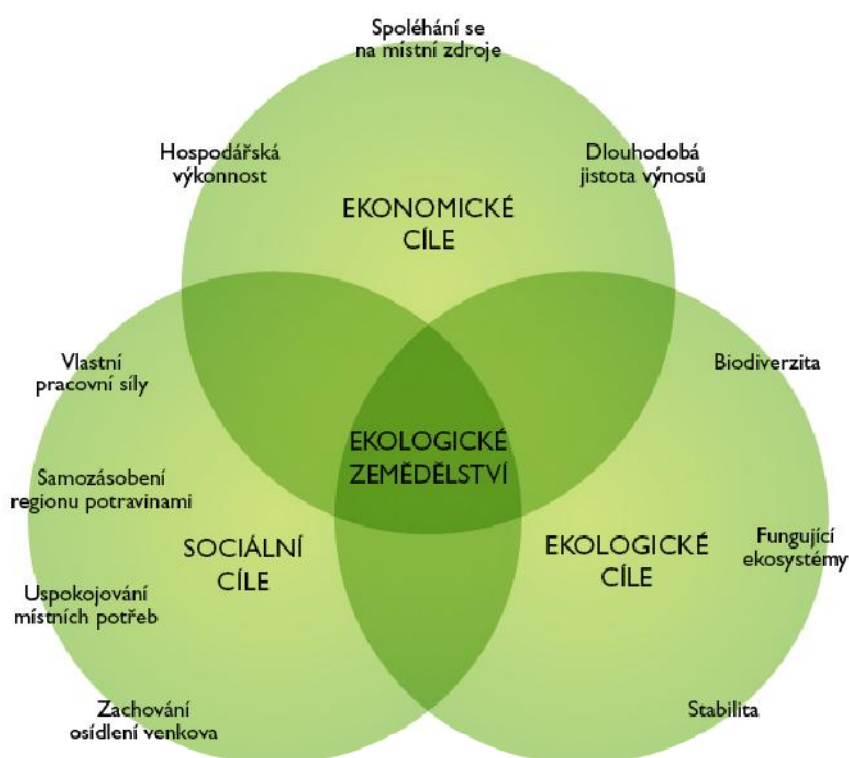 Spoléhání se
na místní zdroje
Hospodářská
výkonnost
Dlouhodobá
jistota výnosů
EKONOMICKÉ
CÍLE
Vlastní
pracovní síly
Biodiverzita
EKOLOGICKÉ
ZEMĚDĚLSTVÍ
Samozásobení
regionu potravinami
SOCIÁLNÍ
CÍLE
EKOLOGICKÉ
CÍLE
Fungující
ekosystémy
Uspokojování
místních potřeb
Zachování
osídlení venkova
Stabilita